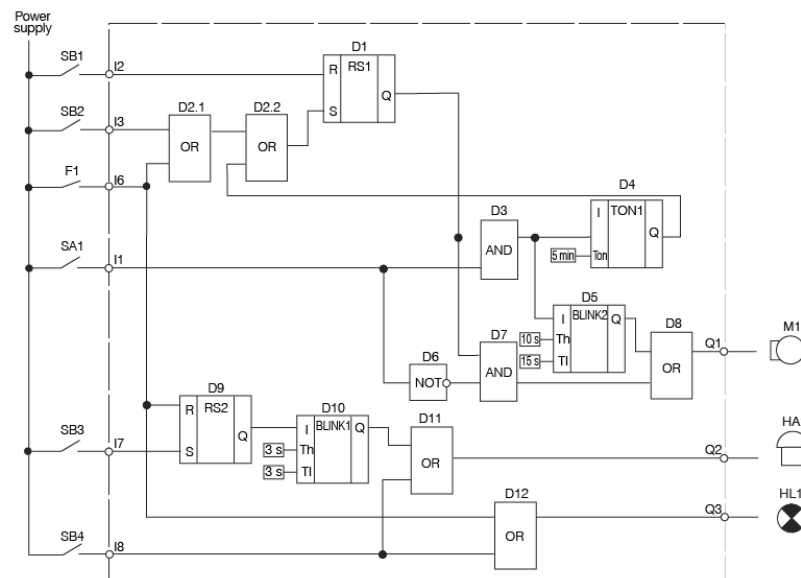 Power
supply
D1
SB1
I2
R
RS1
Q
S
SB2
I3
D2.1
OR
D2.2
OR
F1
I6
D4
I
TON1
Q
5 min
Ton
D3
AND
SA1
I1
D5
I
BLINK2
Q
10 s
Th
15 s
Tl
D8
OR
Q1
M1
D6
NOT
D7
AND
D9
R
RS2
Q
S
D10
I
BLINK1
Q
3 s
Th
3 s
Tl
D11
OR
SB3
I7
Q2
HA
D12
OR
Q3
HL1
SB4
I8